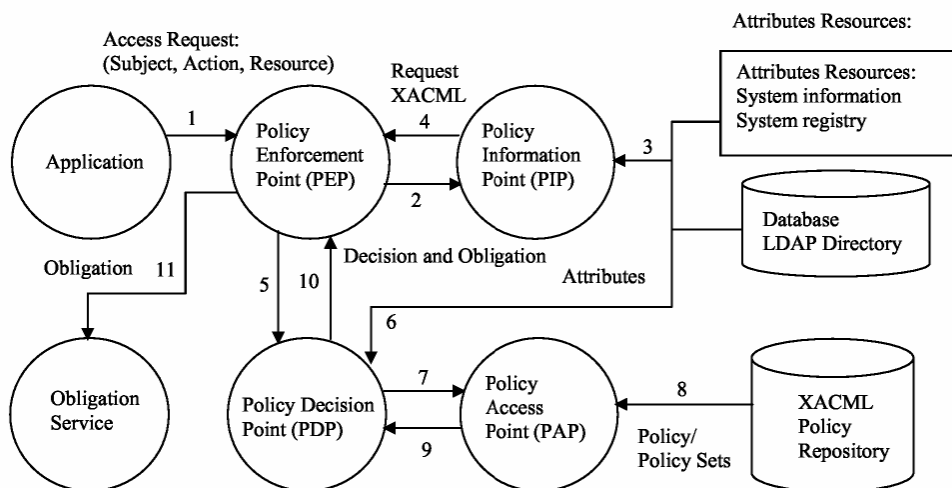 Attributes Resources:
Access Request:
(Subject, Action, Resource)
Request
XACML
Attributes Resources:
System information
System registry
1
4
3
Application
Policy
Enforcement
Point (PEP)
Policy
Information
Point (PIP)
2
Database
LDAP Directory
Obligation
11
5
10
Decision and Obligation
Attributes
6
Obligation
Service
Policy Decision
Point (PDP)
7
9
Policy
Access
Point (PAP)
8
Policy/
Policy Sets
XACML
Policy
Repository